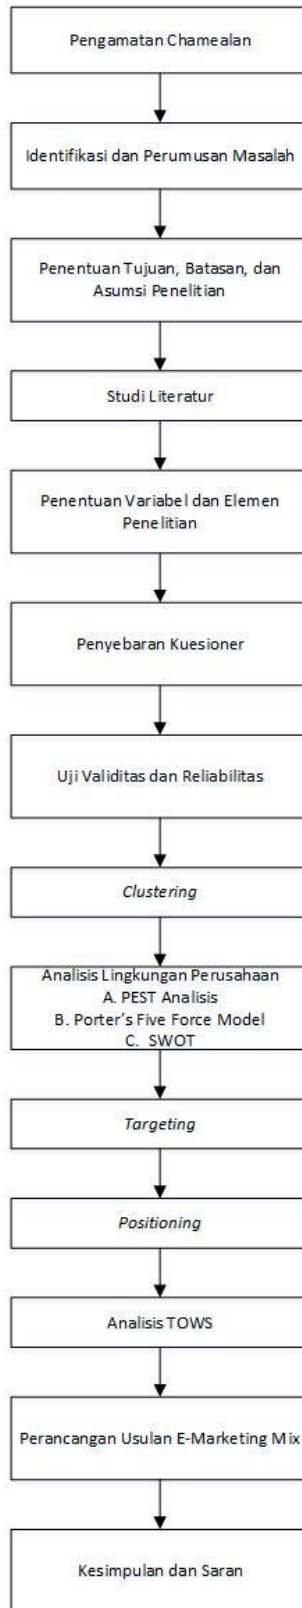 Pengamatan Chamealan
Identifikasi dan Perumusan Masalah
Penentuan Tujuan, Batasan, dan
Asumsi Penelitian
Studi Literatur
Penentuan Variabel dan Elemen
Penelitian
Penyebaran Kuesioner
Uji Validitas dan Reliabilitas
Clustering
Analisis Lingkungan Perusahaan
A. PEST Analisis
B. Porter's Five Force Model
C. SWOT
Targeting
Positioning
Analisis TOWS
Perancangan Usulan E-Marketing Mix
Kesimpulan dan Saran